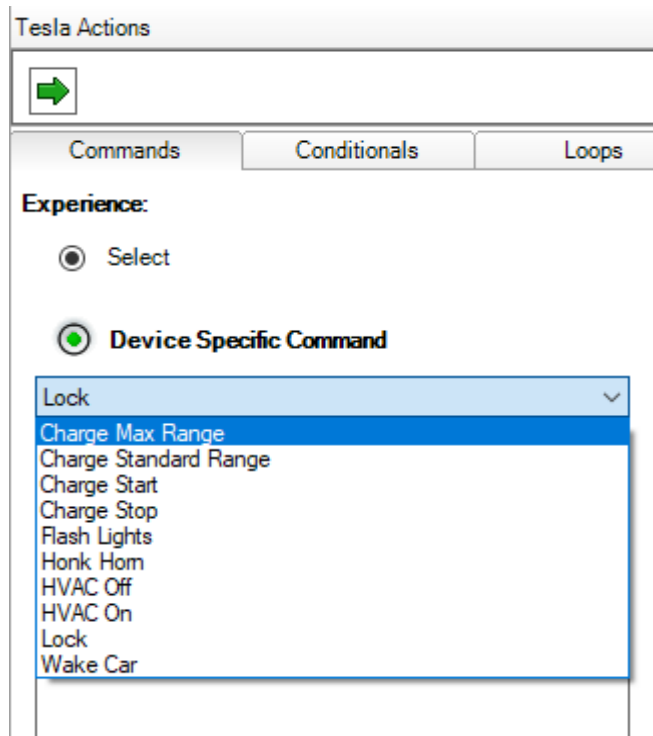 Tesla Actions
Commands Conditionals Loops
Experience:
Select
Device Specific Command
Lock
Charge Max Range
Charge Standard Range
Charge Start
Charge Stop
Flash Lights
Honk Horn
HVAC Off
HVAC On
Lock
Wake Car